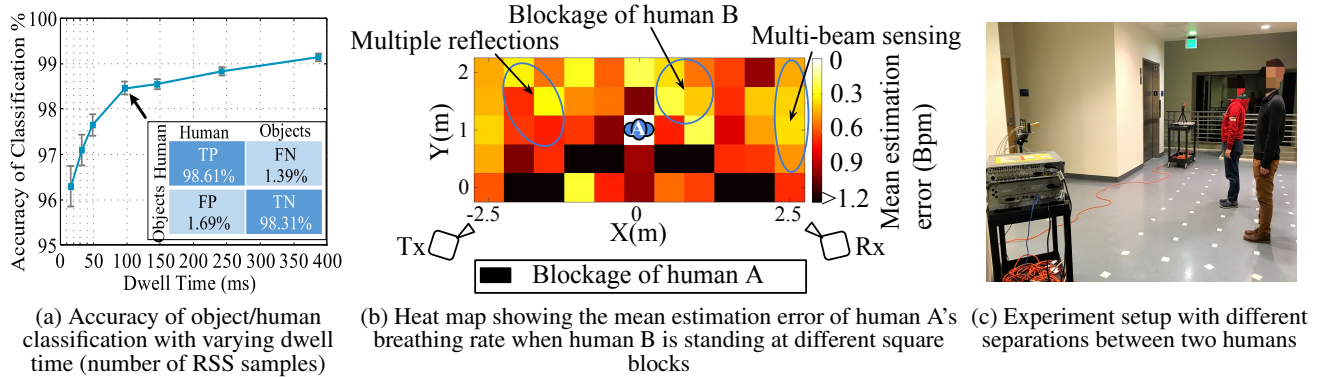 Accuracy of Classification %
100
99
98
97
96
95
0
50
100
150
200
250
300
350
400
Dwell Time (ms)
Human
Objects
Human
Objects
TP
98.61%
FN
1.39%
FP
1.69%
TN
98.31%
(a) Accuracy of object/human
classification with varying dwell
time (number of RSS samples)
Blockage of human B
Multiple reflections
Multi-beam sensing
Y(m)
2
1
0
A
-2.5
0
2.5
X(m)
Tx
Rx
0
0.3
0.6
0.9
>1.2
Mean estimation
error (Bpm)
Blockage of human A
(b) Heat map showing the mean estimation error of human A's
breathing rate when human B is standing at different square
blocks
(c) Experiment setup with different
separations between two humans